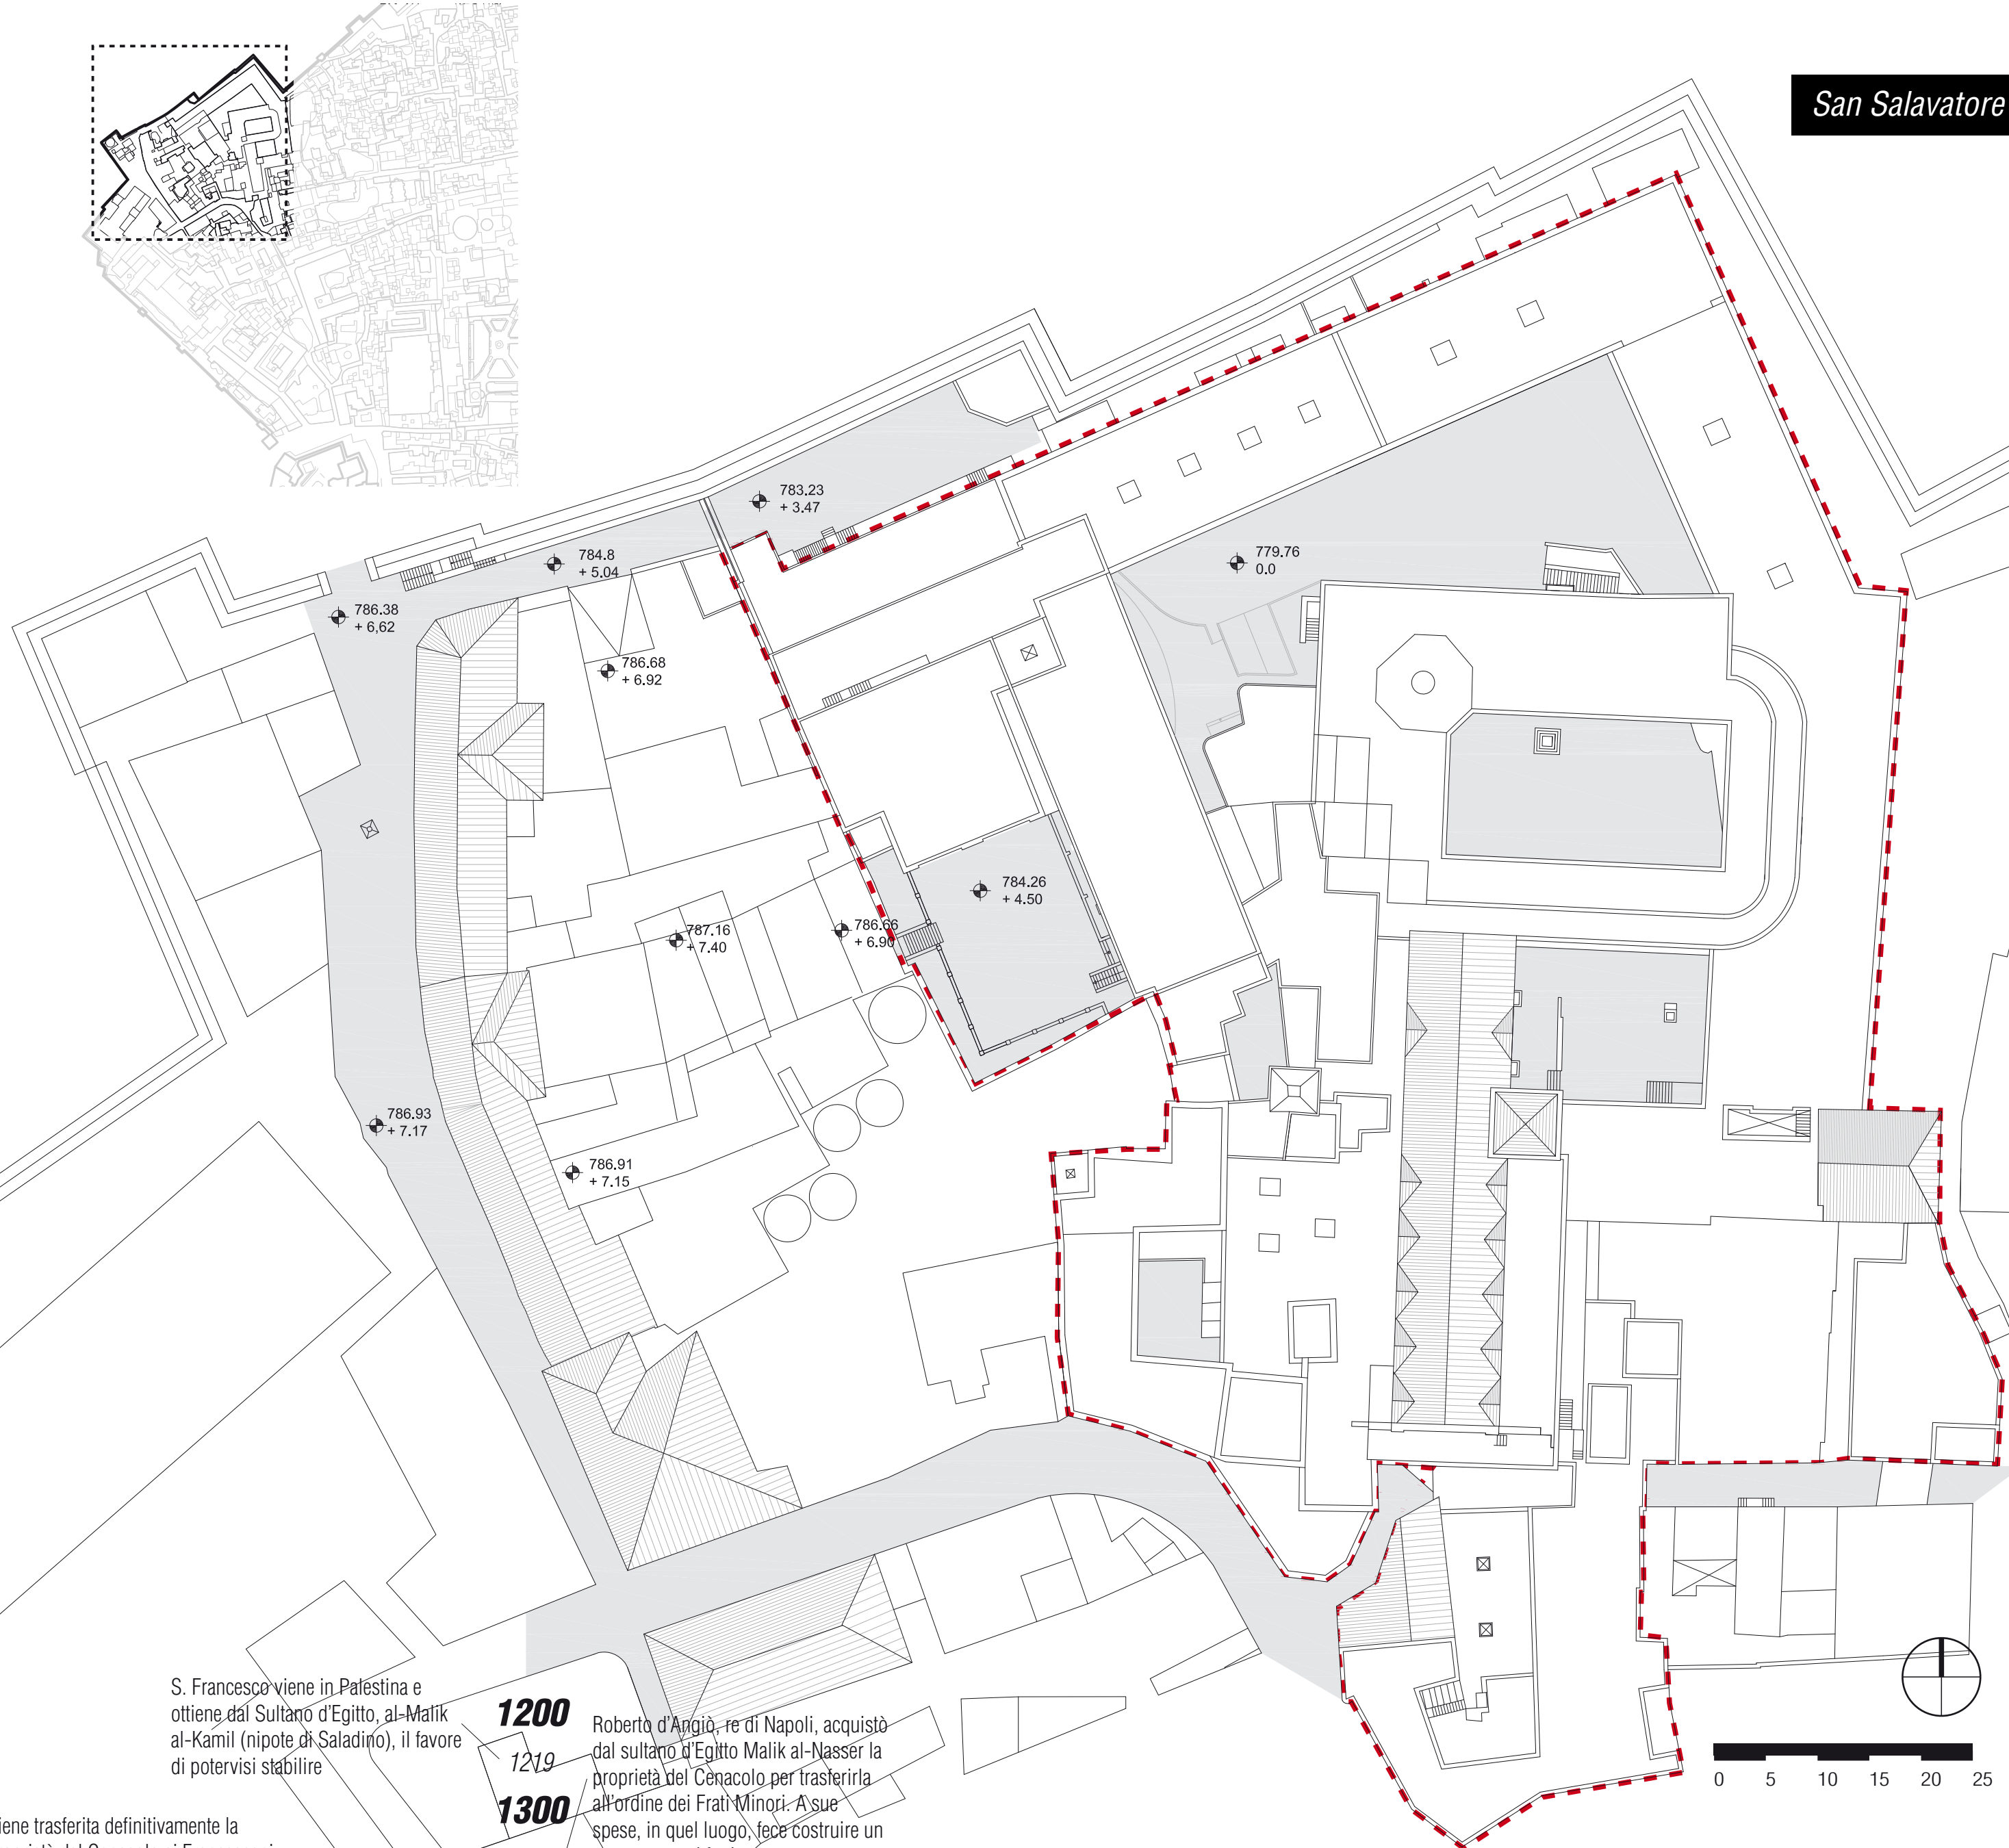 San Salavatore
783.23
+ 3.47
784.8
+ 5.04
779.76
0.0
786.38
+ 6,62
786.68
+ 6.92
784.26
+ 4.50
787.16
+ 7.40
786.66
+ 6.90
786.93
+ 7.17
786.91
+ 7.15
S. Francesco viene in Palestina e
ottiene dal Sultano d'Egitto, al-Malik
al-Kamil (nipote di Saladino), il favore
di potervisi stabilire
1200
1219
1300
Roberto d'Angiò, re di Napoli, acquistò
dal sultano d'Egitto Malik al-Nasser la
proprietà del Cenacolo per trasferirla
all'ordine dei Frati Minori. A sue
spese, in quel luogo, fece costruire un
iene trasferita definitivamente la
0 5 10 15 20 25